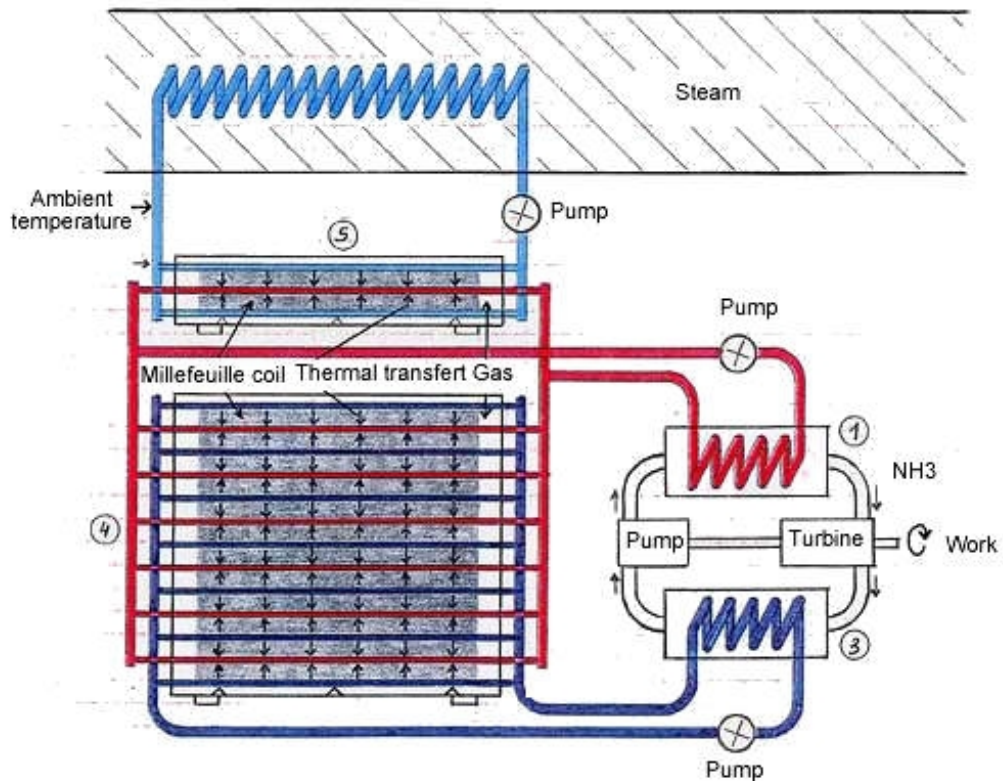 Steam
Ambient
temperature
Pump
5
Pump
Millefeuille coil
Thermal transfert
Gas
1
NH3
4
Pump
Turbine
Work
3
Pump